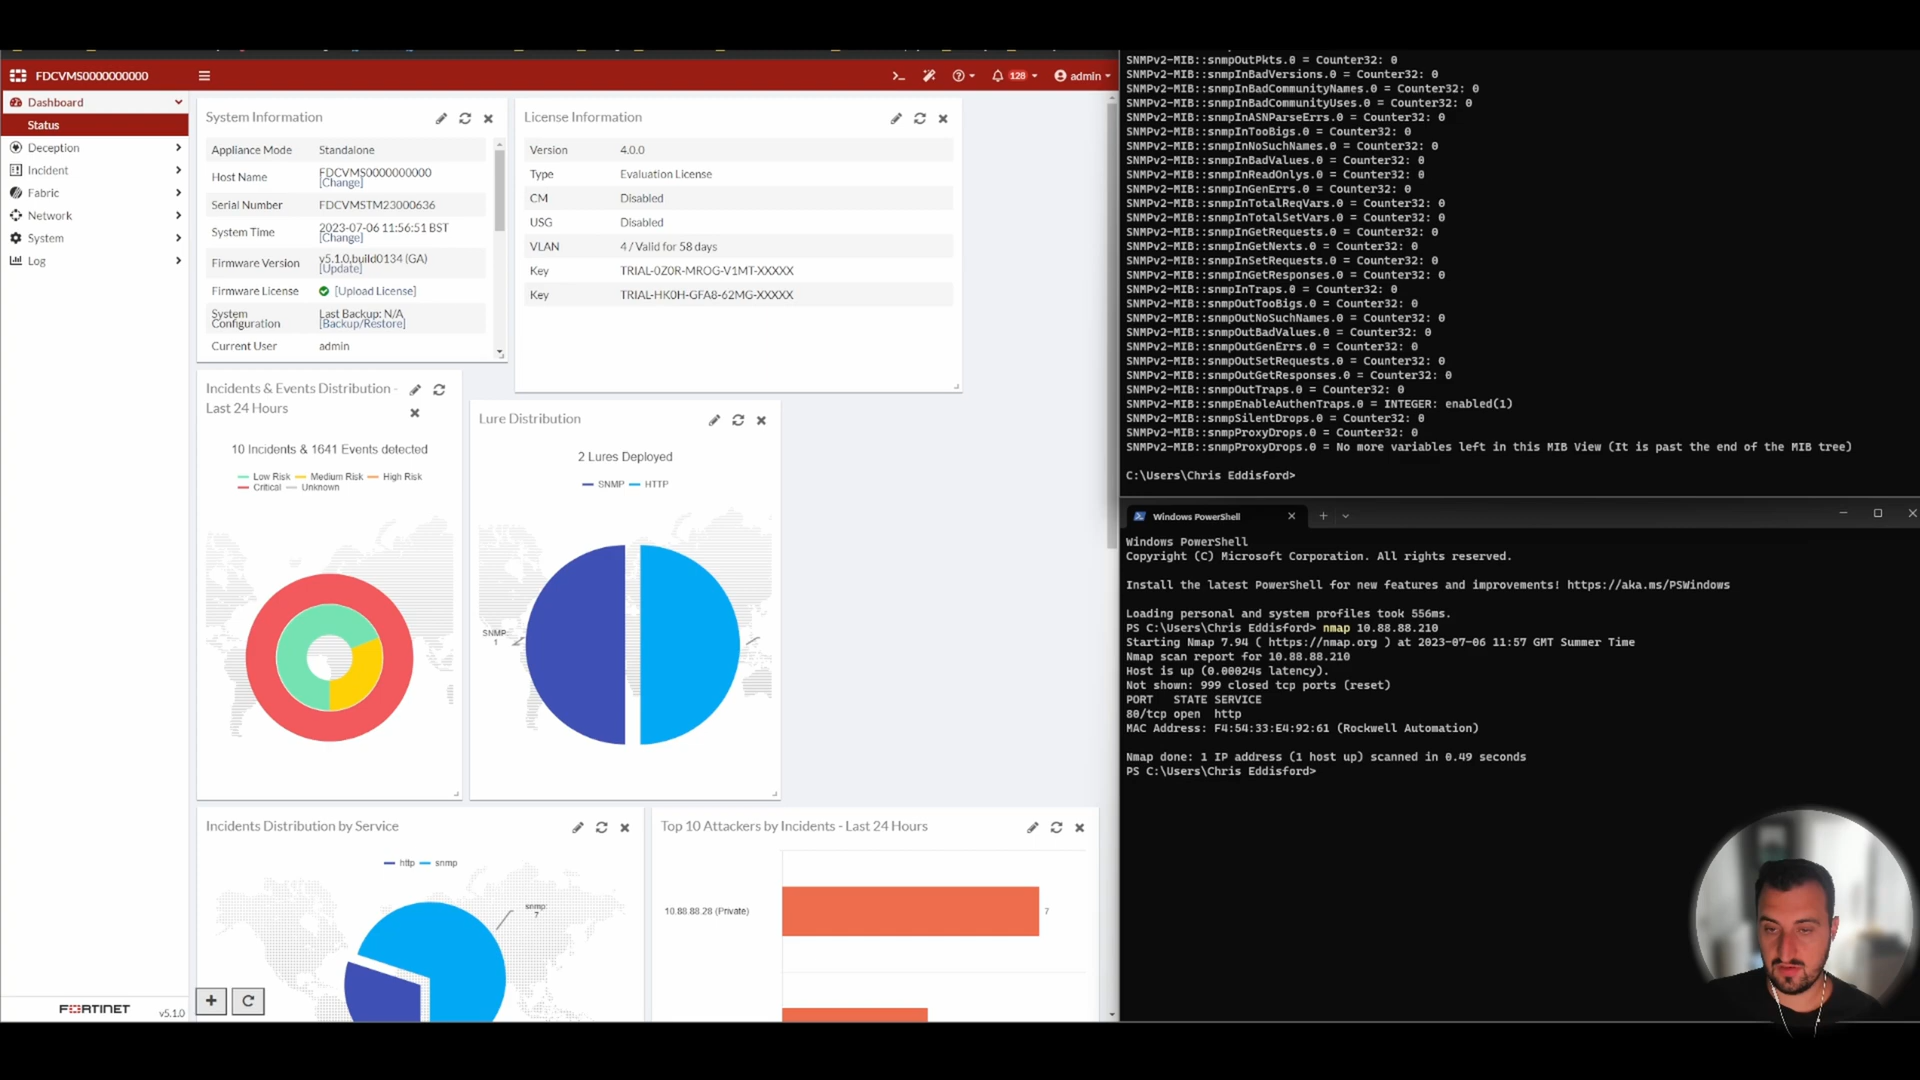 FDCVMS0000000000
128
admin
Dashboard
Status
Deception
Incident
Fabric
Network
System
Log
FORTINET
v5.1.0
System Information
Appliance Mode Standalone
Host Name FDCVMS0000000000
[Change]
Serial Number FDCVMSTM23000636
System Time 2023-07-06 11:56:51 BST
[Change]
Firmware Version v5.1.0,build0134 (GA)
[Update]
Firmware License [Upload License]
System Configuration Last Backup: N/A
[Backup/Restore]
Current User admin
License Information
Version 4.0.0
Type Evaluation License
CM Disabled
USG Disabled
VLAN 4 / Valid for 58 days
Key TRIAL-0Z0R-MROG-V1MT-XXXXX
Key TRIAL-HK0H-GFA8-62MG-XXXXX
Incidents & Events Distribution -
Last 24 Hours
10 Incidents & 1641 Events detected
Low Risk Medium Risk High Risk
Critical Unknown
Lure Distribution
2 Lures Deployed
SNMP HTTP
SNMP:
1
Incidents Distribution by Service
http snmp
snmp:
7
Top 10 Attackers by Incidents - Last 24 Hours
10.88.88.28 (Private)
7
SNMPv2-MIB::snmpOutPkts.0 = Counter32: 0
SNMPv2-MIB::snmpInBadVersions.0 = Counter32: 0
SNMPv2-MIB::snmpInBadCommunityNames.0 = Counter32: 0
SNMPv2-MIB::snmpInBadCommunityUses.0 = Counter32: 0
SNMPv2-MIB::snmpInASNParseErrs.0 = Counter32: 0
SNMPv2-MIB::snmpInTooBigs.0 = Counter32: 0
SNMPv2-MIB::snmpInNoSuchNames.0 = Counter32: 0
SNMPv2-MIB::snmpInBadValues.0 = Counter32: 0
SNMPv2-MIB::snmpInReadOnlys.0 = Counter32: 0
SNMPv2-MIB::snmpInGenErrs.0 = Counter32: 0
SNMPv2-MIB::snmpInTotalReqVars.0 = Counter32: 0
SNMPv2-MIB::snmpInTotalSetVars.0 = Counter32: 0
SNMPv2-MIB::snmpInGetRequests.0 = Counter32: 0
SNMPv2-MIB::snmpInGetNexts.0 = Counter32: 0
SNMPv2-MIB::snmpInSetRequests.0 = Counter32: 0
SNMPv2-MIB::snmpInGetResponses.0 = Counter32: 0
SNMPv2-MIB::snmpInTraps.0 = Counter32: 0
SNMPv2-MIB::snmpOutTooBigs.0 = Counter32: 0
SNMPv2-MIB::snmpOutNoSuchNames.0 = Counter32: 0
SNMPv2-MIB::snmpOutBadValues.0 = Counter32: 0
SNMPv2-MIB::snmpOutGenErrs.0 = Counter32: 0
SNMPv2-MIB::snmpOutSetRequests.0 = Counter32: 0
SNMPv2-MIB::snmpOutGetResponses.0 = Counter32: 0
SNMPv2-MIB::snmpOutTraps.0 = Counter32: 0
SNMPv2-MIB::snmpEnableAuthenTraps.0 = INTEGER: enabled(1)
SNMPv2-MIB::snmpSilentDrops.0 = Counter32: 0
SNMPv2-MIB::snmpProxyDrops.0 = Counter32: 0
SNMPv2-MIB::snmpProxyDrops.0 = No more variables left in this MIB View (It is past the end of the MIB tree)
C:\Users\Chris Eddisford>
Windows PowerShell
Windows PowerShell
Copyright (C) Microsoft Corporation. All rights reserved.
Install the latest PowerShell for new features and improvements! https://aka.ms/PSWindows
Loading personal and system profiles took 556ms.
PS C:\Users\Chris Eddisford> nmap 10.88.88.210
Starting Nmap 7.94 ( https://nmap.org ) at 2023-07-06 11:57 GMT Summer Time
Nmap scan report for 10.88.88.210
Host is up (0.00024s latency).
Not shown: 999 closed tcp ports (reset)
PORT STATE SERVICE
80/tcp open http
MAC Address: F4:54:33:E4:92:61 (Rockwell Automation)
Nmap done: 1 IP address (1 host up) scanned in 0.49 seconds
PS C:\Users\Chris Eddisford>